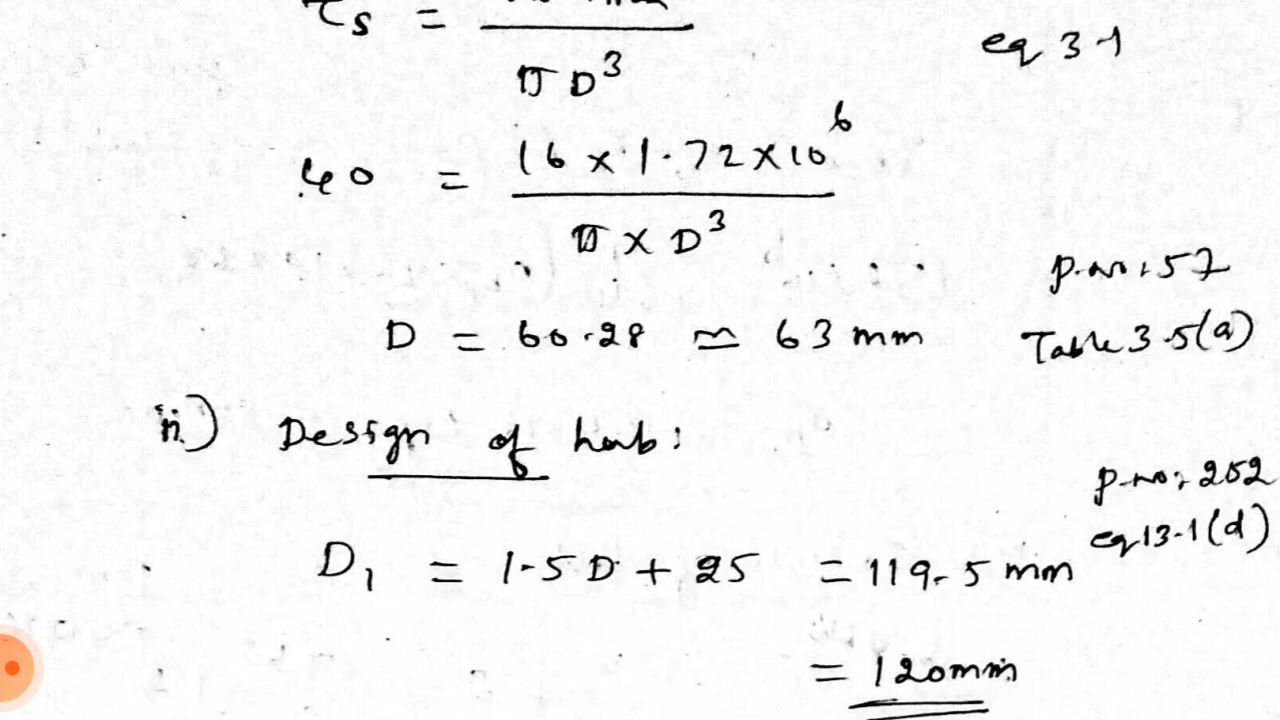 τs =
π D³
eq 3.1
40 = 16 x 1.72 x 10⁶
π x D³
p.no: 57
D = 60.28 ≃ 63 mm Table 3.5(a)
ii) Design of hub:
p.no: 252
eq 13.1(d)
D₁ = 1.5D + 25 = 119.5 mm
= 120mm